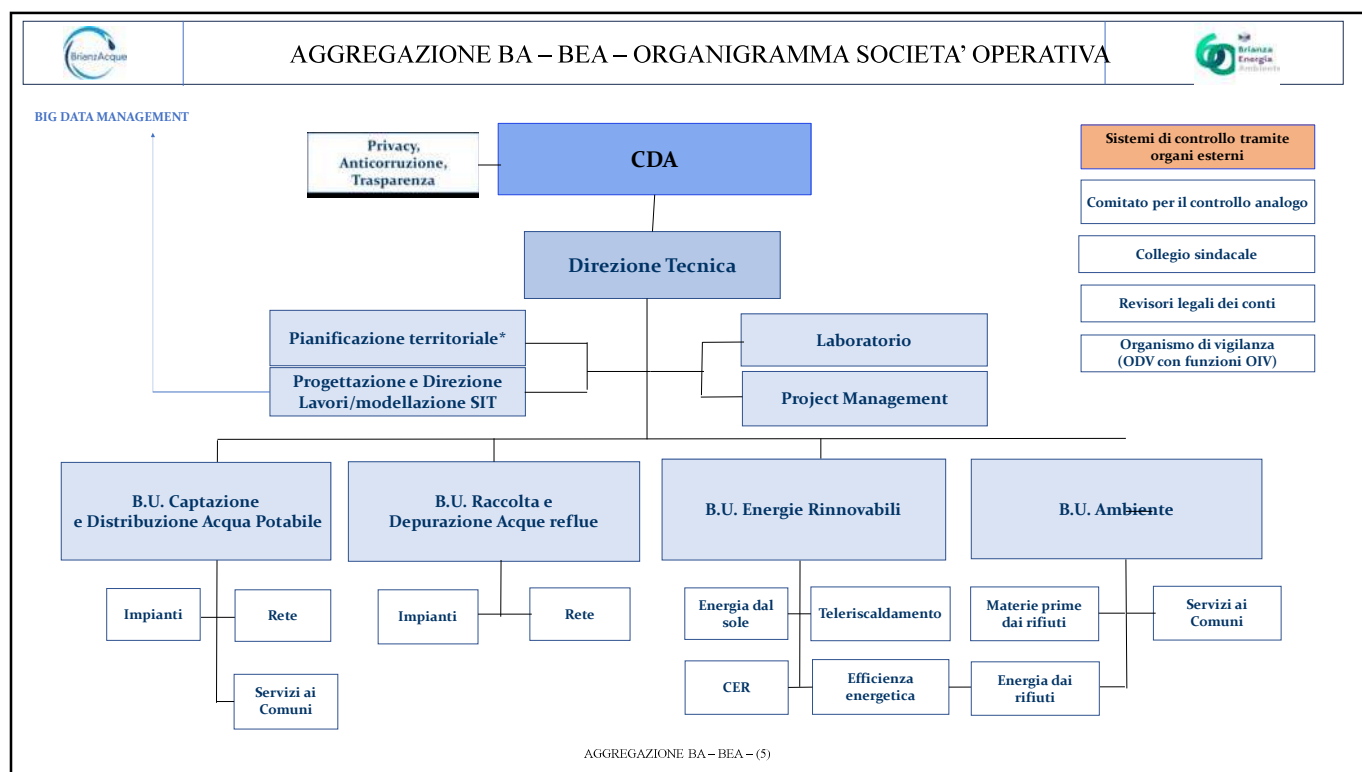 BrianzAcque
AGGREGAZIONE BA – BEA – ORGANIGRAMMA SOCIETA' OPERATIVA
60
Brianza
Energia
Ambiente
BIG DATA MANAGEMENT
Privacy,
Anticorruzione,
Trasparenza
CDA
Sistemi di controllo tramite
organi esterni
Comitato per il controllo analogo
Collegio sindacale
Revisori legali dei conti
Organismo di vigilanza
(ODV con funzioni OIV)
Direzione Tecnica
Pianificazione territoriale*
Progettazione e Direzione
Lavori/modellazione SIT
Laboratorio
Project Management
B.U. Captazione
e Distribuzione Acqua Potabile
B.U. Raccolta e
Depurazione Acque reflue
B.U. Energie Rinnovabili
B.U. Ambiente
Impianti
Rete
Servizi ai
Comuni
Impianti
Rete
Energia dal
sole
Teleriscaldamento
CER
Efficienza
energetica
Materie prime
dai rifiuti
Servizi ai
Comuni
Energia dai
rifiuti
AGGREGAZIONE BA – BEA – (5)